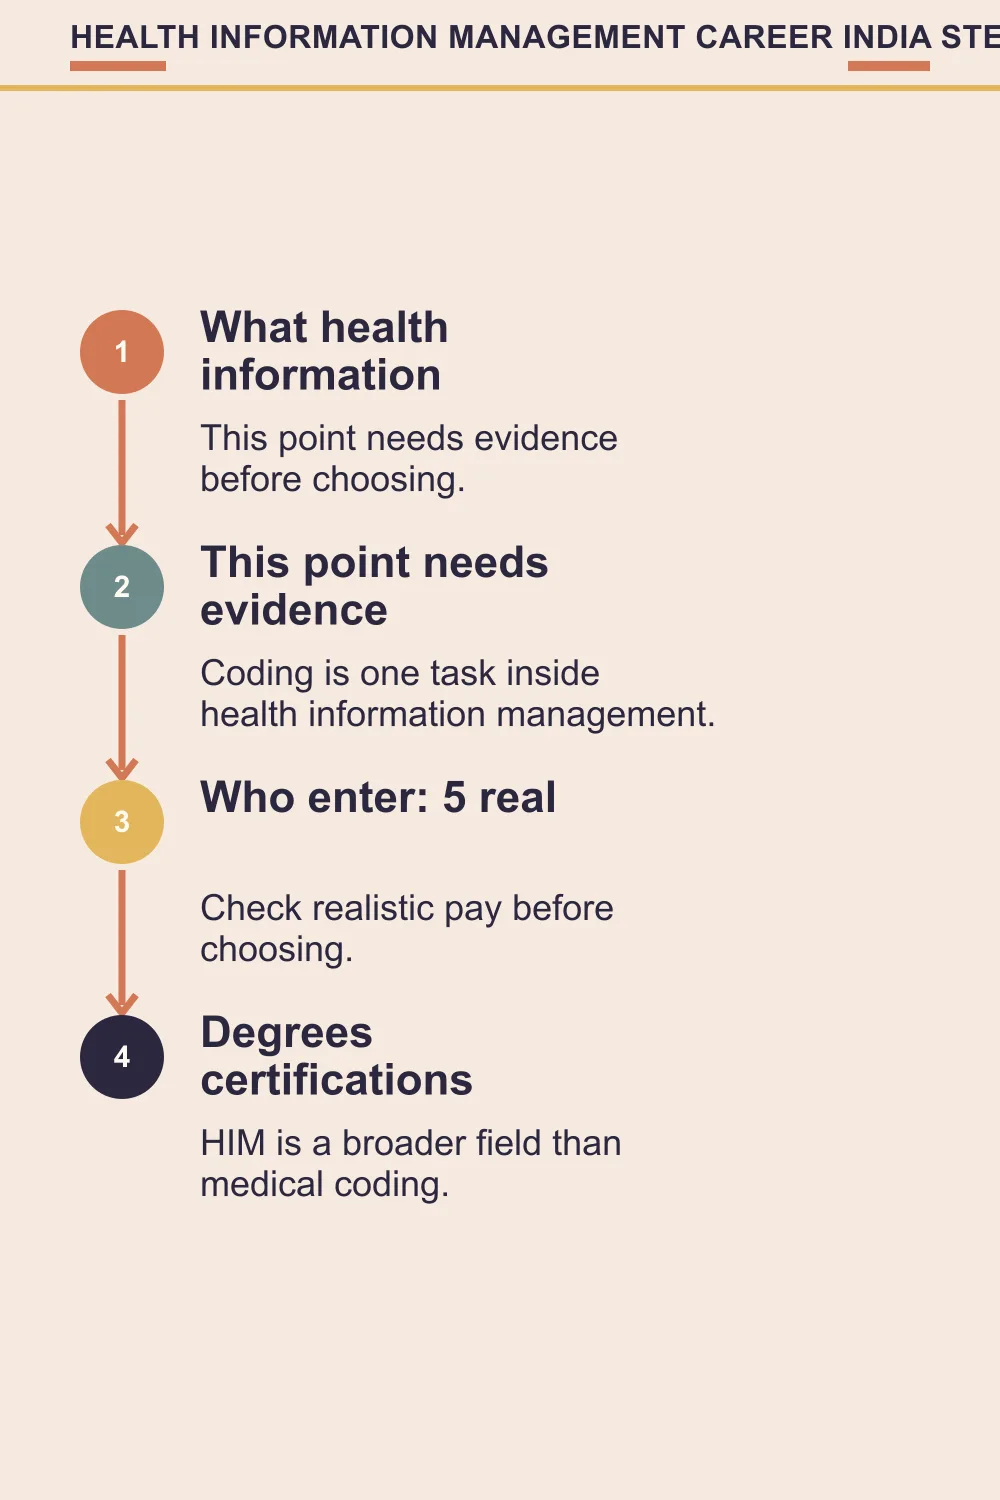 HEALTH INFORMATION MANAGEMENT CAREER INDIA STE
1
What health
information
This point needs evidence
before choosing.
2
This point needs
evidence
Coding is one task inside
health information management.
3
Who enter: 5 real
Check realistic pay before
choosing.
4
Degrees
certifications
HIM is a broader field than
medical coding.